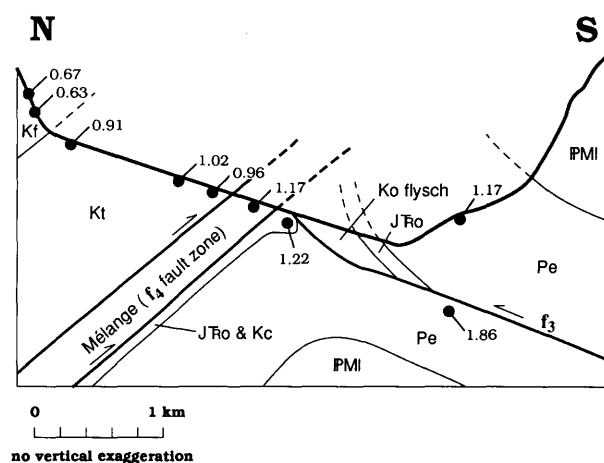 N
S
0.67
0.63
Kf
0.91
1.02
0.96
1.17
Ko flysch
JTRo
1.17
IPMI
Kt
1.22
Pe
Mélange (f4 fault zone)
f3
JTRo & Kc
IPMI
Pe
1.86
0 1 km
no vertical exaggeration